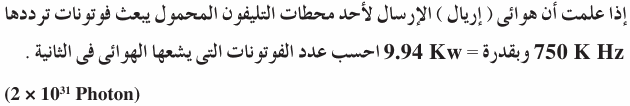 إذا علمت أن هوائى ( إريال ) الإرسال لأحد محطات التليفون المحمول يبعث فوتونات ترددها
750 K Hz وبقدرة = 9.94 Kw احسب عدد الفوتونات التى يشعها الهوائى فى الثانية .
(2 × 10³¹ Photon)